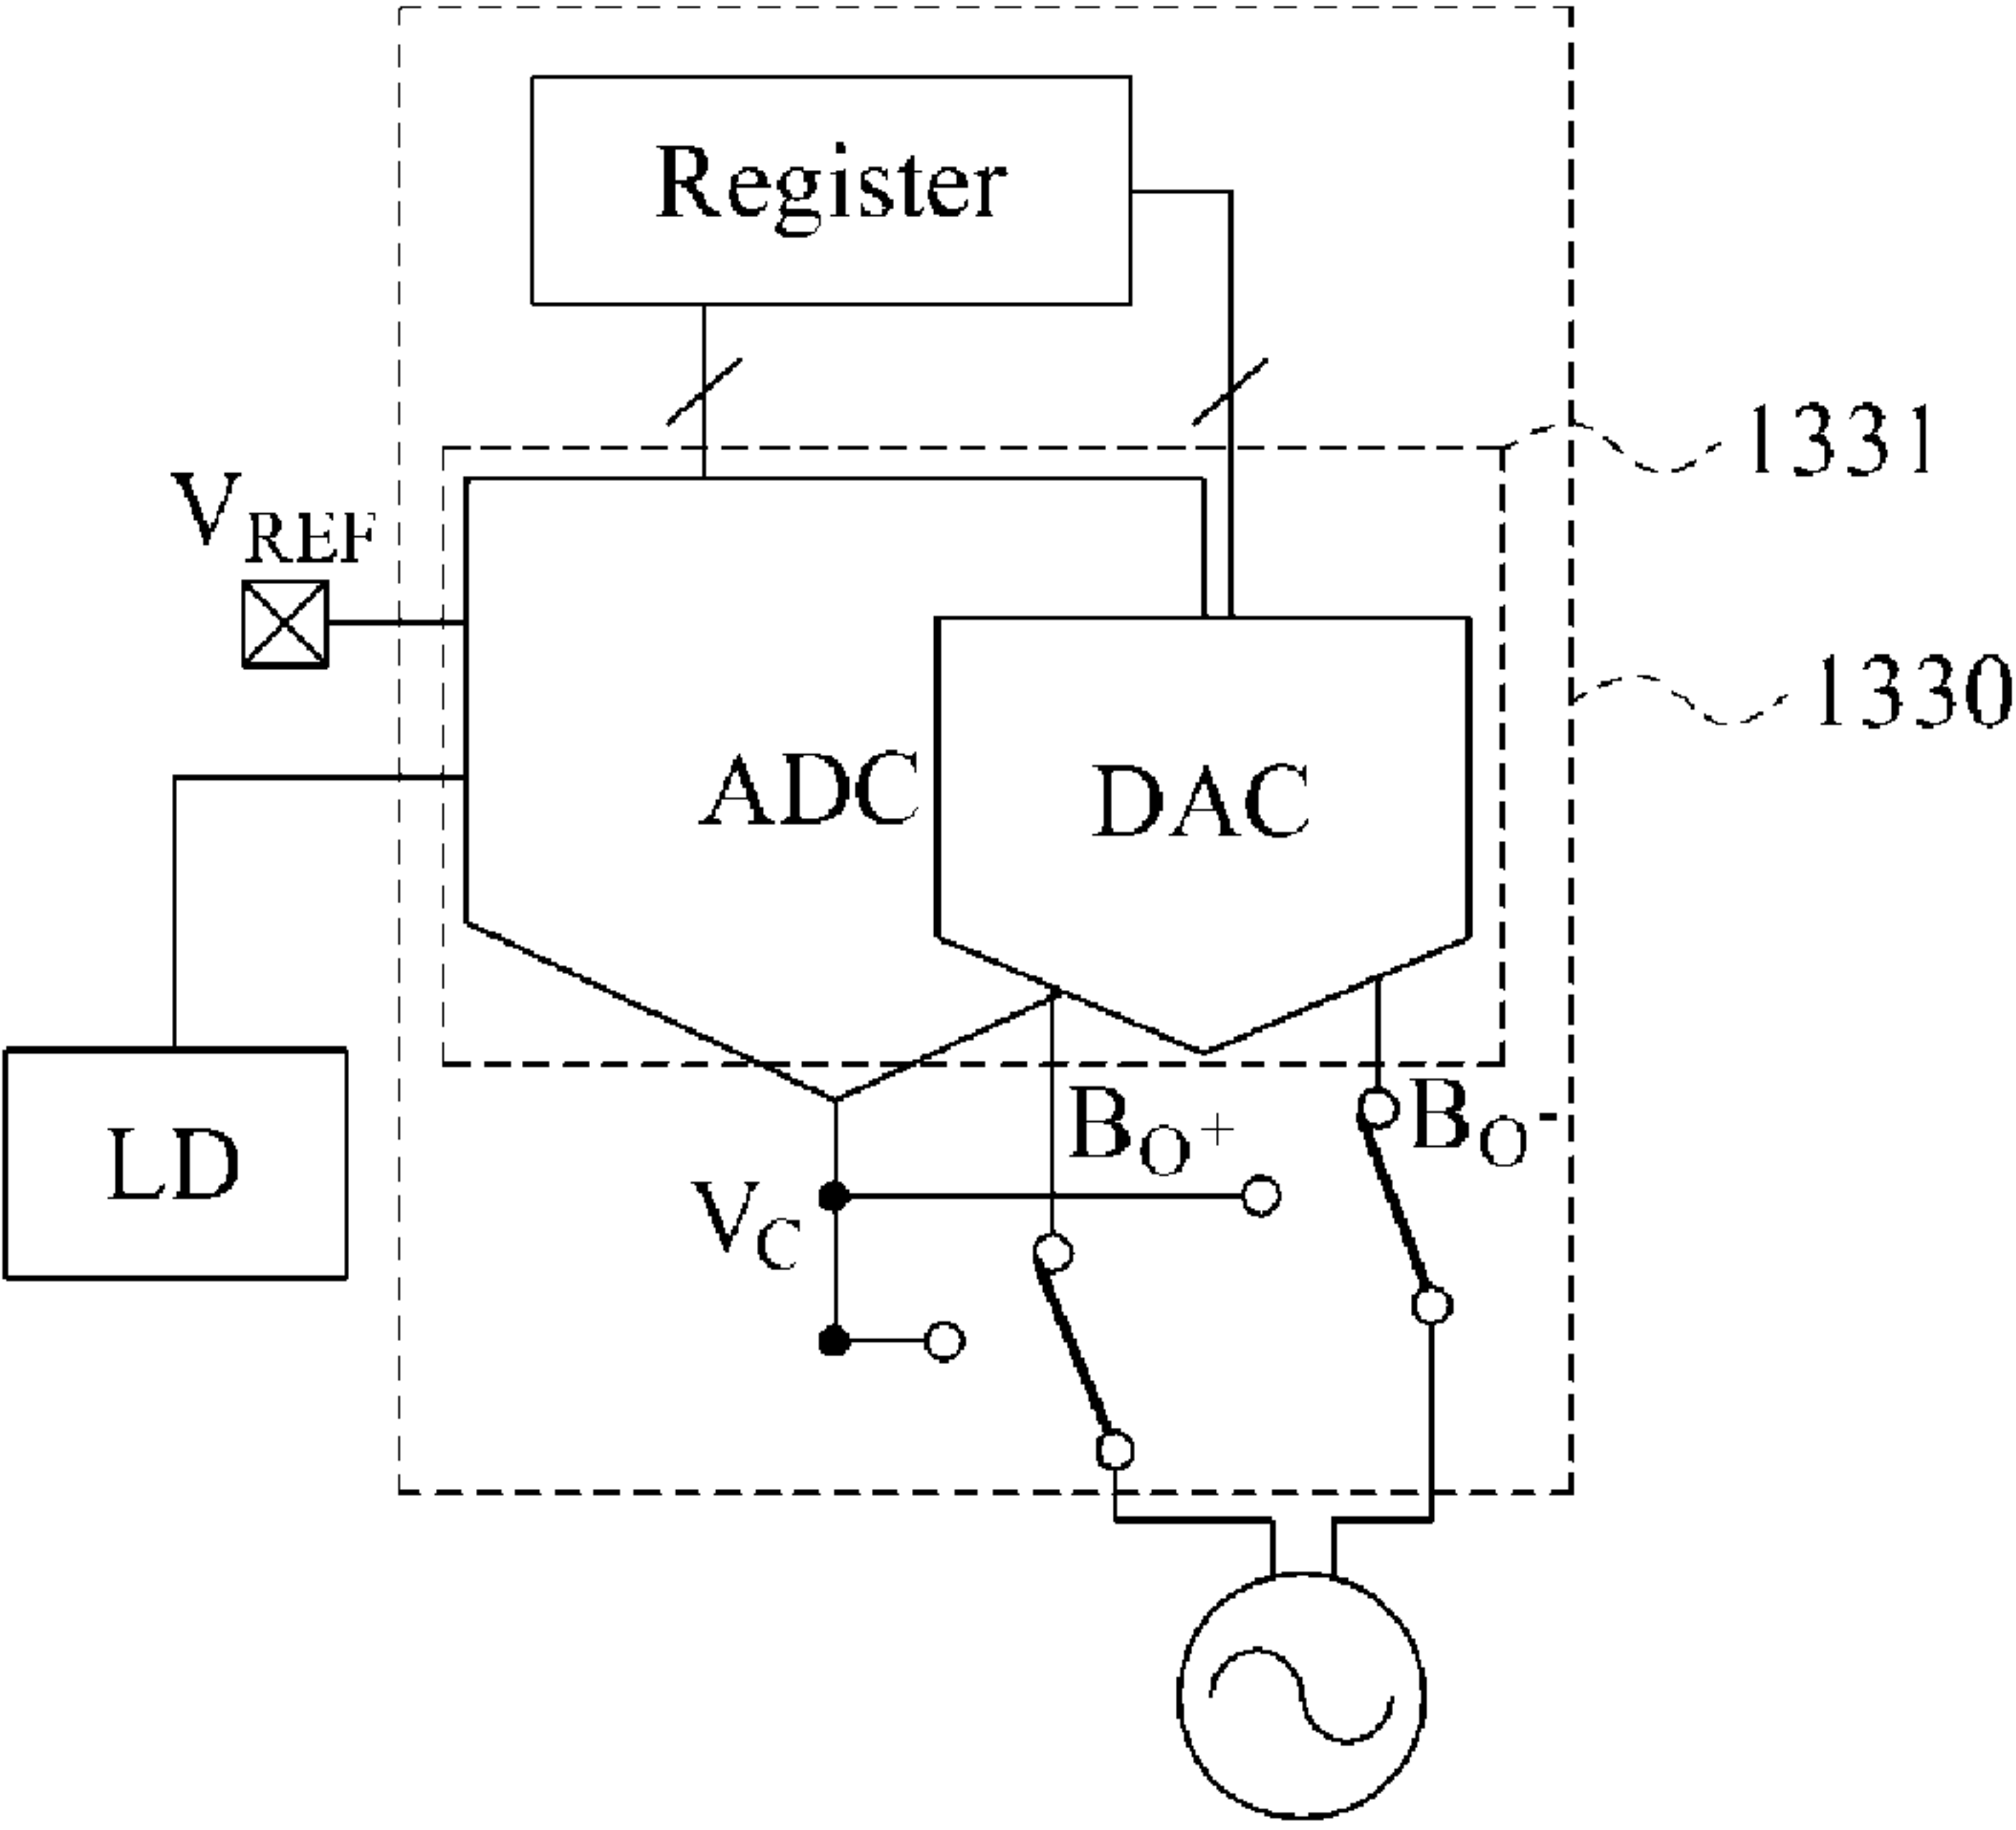 Register
1331
VREF
1330
ADC
DAC
BO+
BO-
LD
VC